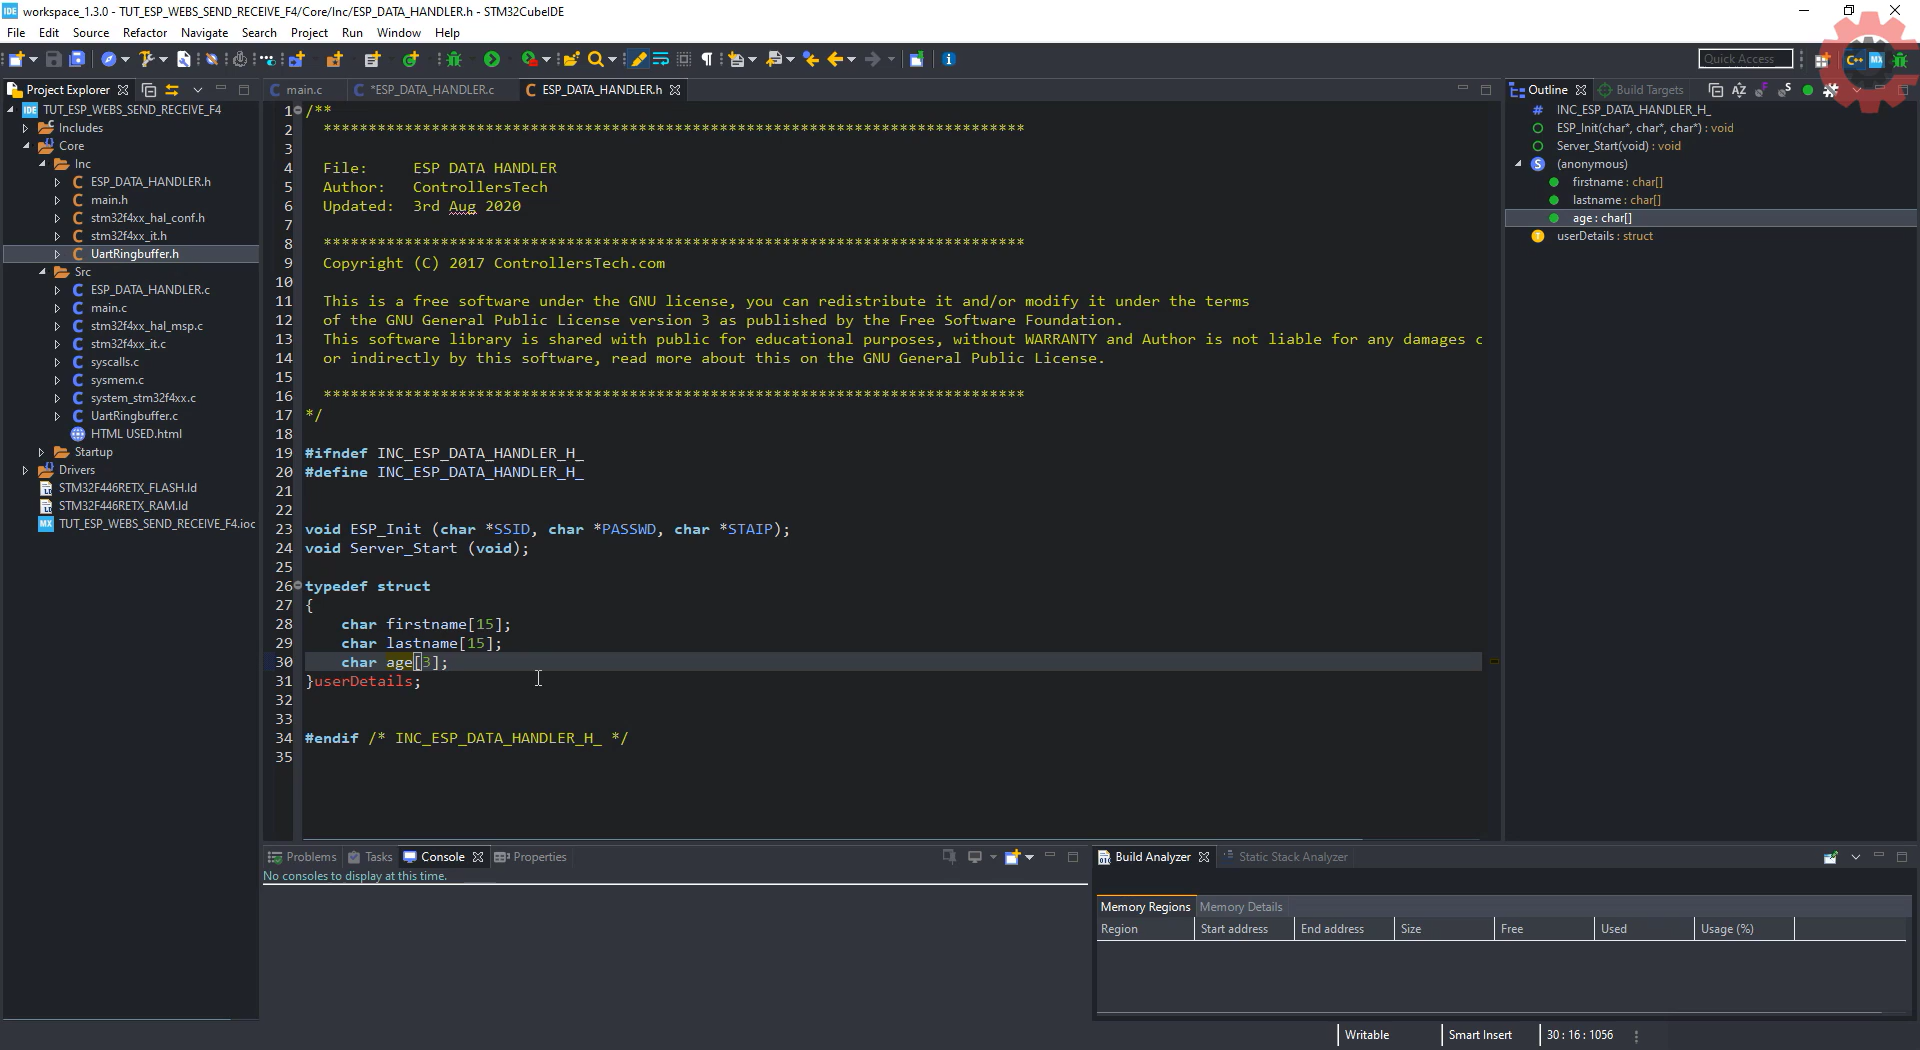 workspace_1.3.0 - TUT_ESP_WEBS_SEND_RECEIVE_F4/Core/Inc/ESP_DATA_HANDLER.h - STM32CubeIDE
File Edit Source Refactor Navigate Search Project Run Window Help
Quick Access
Project Explorer
TUT_ESP_WEBS_SEND_RECEIVE_F4
Includes
Core
Inc
ESP_DATA_HANDLER.h
main.h
stm32f4xx_hal_conf.h
stm32f4xx_it.h
UartRingbuffer.h
Src
ESP_DATA_HANDLER.c
main.c
stm32f4xx_hal_msp.c
stm32f4xx_it.c
syscalls.c
sysmem.c
system_stm32f4xx.c
UartRingbuffer.c
HTML USED.html
Startup
Drivers
STM32F446RETX_FLASH.ld
STM32F446RETX_RAM.ld
TUT_ESP_WEBS_SEND_RECEIVE_F4.ioc
main.c *ESP_DATA_HANDLER.c ESP_DATA_HANDLER.h
1 /**
2 ******************************************************************************
3
4 File: ESP DATA HANDLER
5 Author: ControllersTech
6 Updated: 3rd Aug 2020
7
8 ******************************************************************************
9 Copyright (C) 2017 ControllersTech.com
10
11 This is a free software under the GNU license, you can redistribute it and/or modify it under the terms
12 of the GNU General Public License version 3 as published by the Free Software Foundation.
13 This software library is shared with public for educational purposes, without WARRANTY and Author is not liable for any damages c
14 or indirectly by this software, read more about this on the GNU General Public License.
15
16 ******************************************************************************
17 */
18
19 #ifndef INC_ESP_DATA_HANDLER_H_
20 #define INC_ESP_DATA_HANDLER_H_
21
22
23 void ESP_Init (char *SSID, char *PASSWD, char *STAIP);
24 void Server_Start (void);
25
26 typedef struct
27 {
28 char firstname[15];
29 char lastname[15];
30 char age[3];
31 }userDetails;
32
33
34 #endif /* INC_ESP_DATA_HANDLER_H_ */
35
Outline Build Targets
INC_ESP_DATA_HANDLER_H_
ESP_Init(char*, char*, char*) : void
Server_Start(void) : void
(anonymous)
firstname : char[]
lastname : char[]
age : char[]
userDetails : struct
Problems Tasks Console Properties
No consoles to display at this time.
Build Analyzer Static Stack Analyzer
Memory Regions Memory Details
Region Start address End address Size Free Used Usage (%)
Writable Smart Insert 30 : 16 : 1056